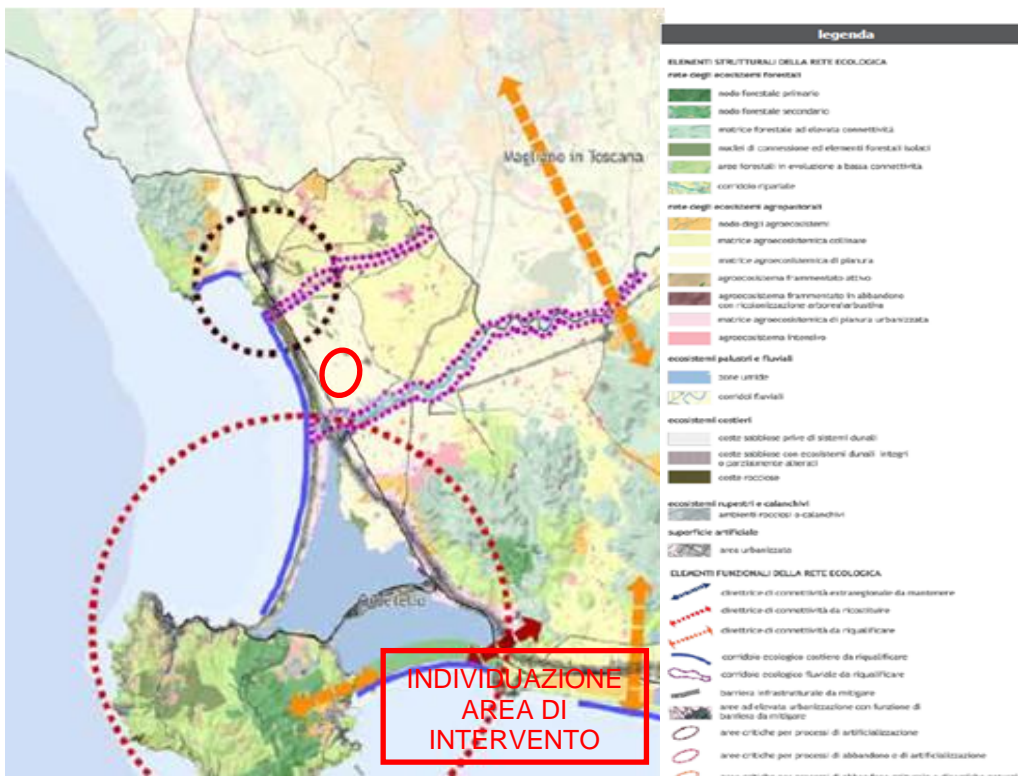 Magliano in Toscana
INDIVIDUAZIONE
AREA DI
INTERVENTO
legenda
ELEMENTI STRUTTURALI DELLA RETE ECOLOGICA
rete degli ecosistemi forestali
nodo forestale primario
nodo forestale secondario
matrice forestale ad elevata connettività
nuclei di connessione ed elementi forestali isolati
aree forestali in evoluzione a bassa connettività
corridoio ripariale
rete degli ecosistemi agropastorali
nodo degli agroecosistemi
matrice agroecosistemica collinare
matrice agroecosistemica di pianura
agroecosistema frammentato attivo
agroecosistema frammentato in abbandono
con ricolonizzazione arborea/arbustiva
matrice agroecosistemica di pianura urbanizzata
agroecosistema intensivo
ecosistemi palustri e fluviali
zone umide
corridoi fluviali
ecosistemi costieri
coste sabbiose prive di sistemi dunali
coste sabbiose con ecosistemi dunali integri
o parzialmente alterati
coste rocciose
ecosistemi rupestri e calanchivi
ambienti rocciosi o calanchivi
superficie artificiale
area urbanizzata
ELEMENTI FUNZIONALI DELLA RETE ECOLOGICA
direttrice di connettività extraregionale da mantenere
direttrice di connettività da ricostituire
direttrice di connettività da riqualificare
corridoio ecologico costiero da riqualificare
corridoio ecologico fluviale da riqualificare
barriera infrastrutturale da mitigare
aree ad elevata urbanizzazione con funzione di
barriera da mitigare
aree critiche per processi di artificializzazione
aree critiche per processi di abbandono e di artificializzazione